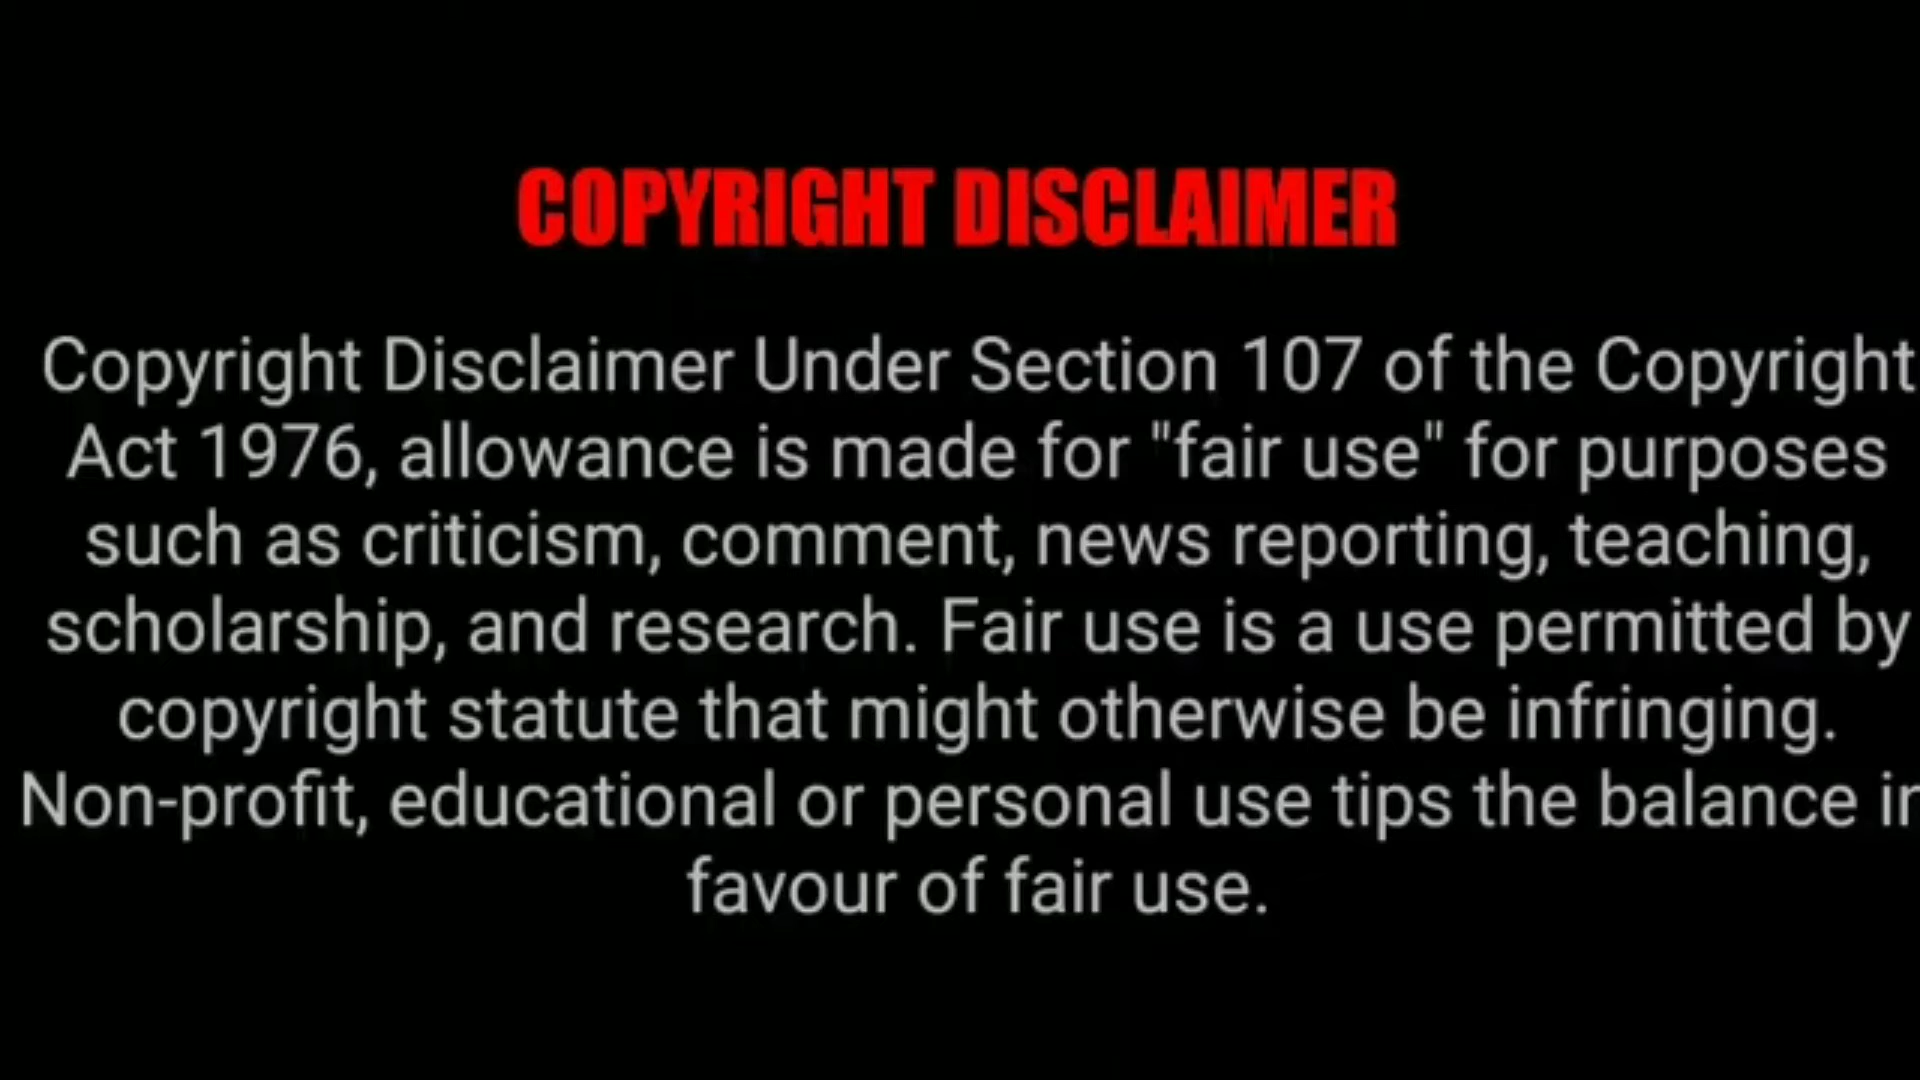 COPYRIGHT DISCLAIMER
Copyright Disclaimer Under Section 107 of the Copyright
Act 1976, allowance is made for "fair use" for purposes
such as criticism, comment, news reporting, teaching,
scholarship, and research. Fair use is a use permitted by
copyright statute that might otherwise be infringing.
Non-profit, educational or personal use tips the balance in
favour of fair use.